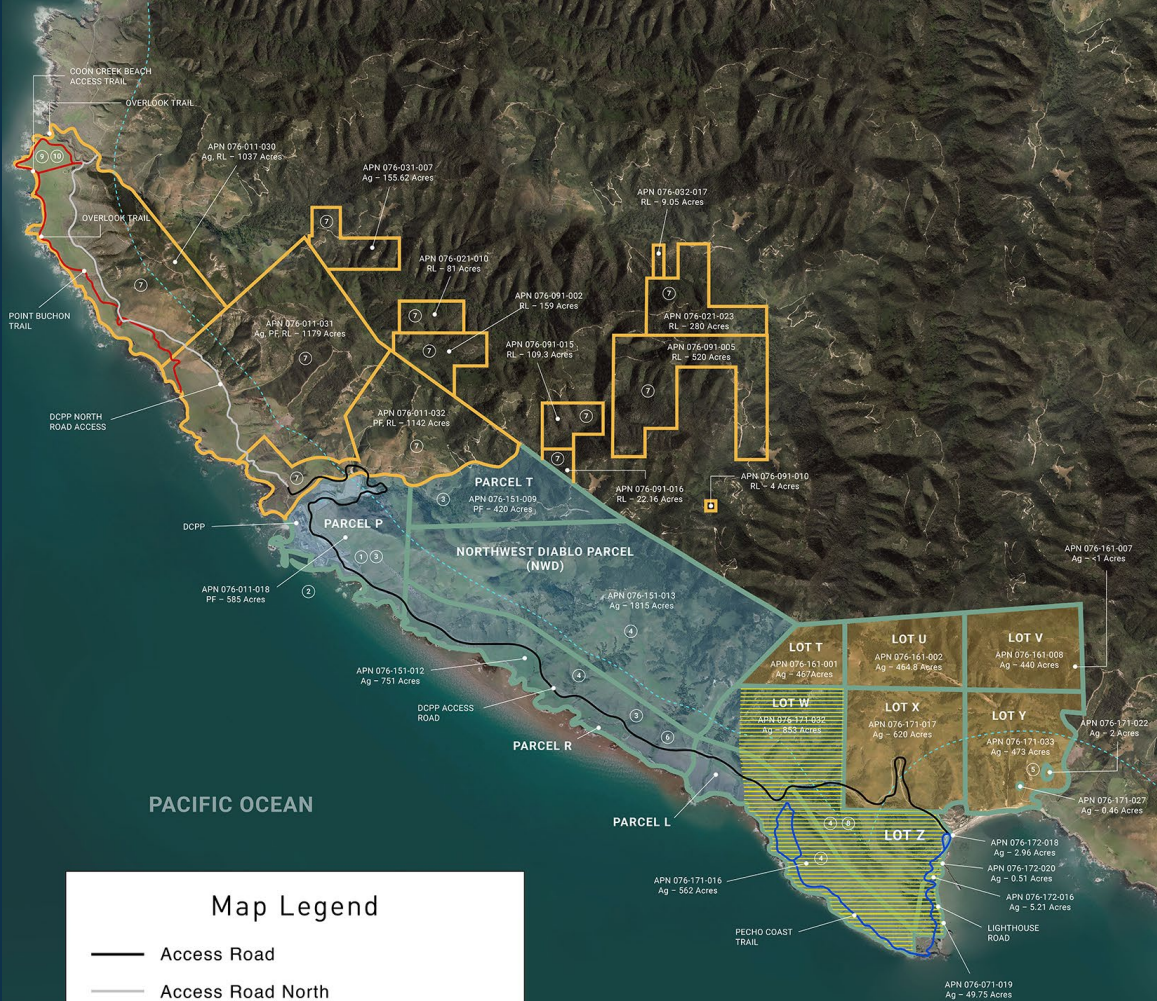 COON CREEK BEACH
ACCESS TRAIL
OVERLOOK TRAIL
APN 076-011-030
Ag, RL – 1037 Acres
APN 076-031-007
Ag – 155.62 Acres
APN 076-032-017
RL – 9.05 Acres
9 10
7
OVERLOOK TRAIL
7
APN 076-021-010
RL – 81 Acres
7
7
POINT BUCHON
TRAIL
APN 076-011-031
Ag, PF, RL – 1179 Acres
7
APN 076-091-002
RL – 159 Acres
7
APN 076-021-023
RL – 280 Acres
APN 076-091-015
RL – 109.3 Acres
APN 076-091-005
RL – 520 Acres
7
7
DCPP NORTH
ROAD ACCESS
APN 076-011-032
PF, RL – 1142 Acres
7
7
7
APN 076-091-016
RL – 22.16 Acres
APN 076-091-010
RL – 4 Acres
PARCEL T
APN 076-151-009
PF – 420 Acres
3
DCPP
PARCEL P
1 3
NORTHWEST DIABLO PARCEL
(NWD)
APN 076-161-007
Ag – <1 Acres
APN 076-011-018
PF – 585 Acres
2
APN 076-151-013
Ag – 1815 Acres
4
LOT T
APN 076-161-001
Ag – 467Acres
LOT U
APN 076-161-002
Ag – 464.8 Acres
LOT V
APN 076-161-008
Ag – 440 Acres
APN 076-151-012
Ag – 751 Acres
4
DCPP ACCESS
ROAD
LOT W
APN 076-171-032
Ag – 853 Acres
LOT X
APN 076-171-017
Ag – 620 Acres
LOT Y
APN 076-171-033
Ag – 473 Acres
APN 076-171-022
Ag – 2 Acres
3
6
5
PARCEL R
PACIFIC OCEAN
PARCEL L
APN 076-171-027
Ag – 0.46 Acres
4 8
LOT Z
4
APN 076-172-018
Ag – 2.96 Acres
APN 076-172-020
Ag – 0.51 Acres
APN 076-171-016
Ag – 562 Acres
APN 076-172-016
Ag – 5.21 Acres
PECHO COAST
TRAIL
LIGHTHOUSE
ROAD
APN 076-071-019
Ag – 49.75 Acres
Map Legend
Access Road
Access Road North